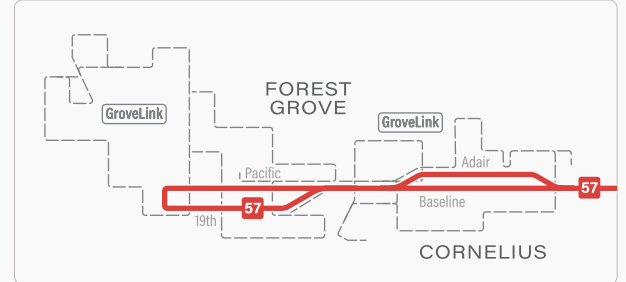 FOREST
GROVE
GroveLink
GroveLink
Pacific
Adair
57
Baseline
57
19th
CORNELIUS